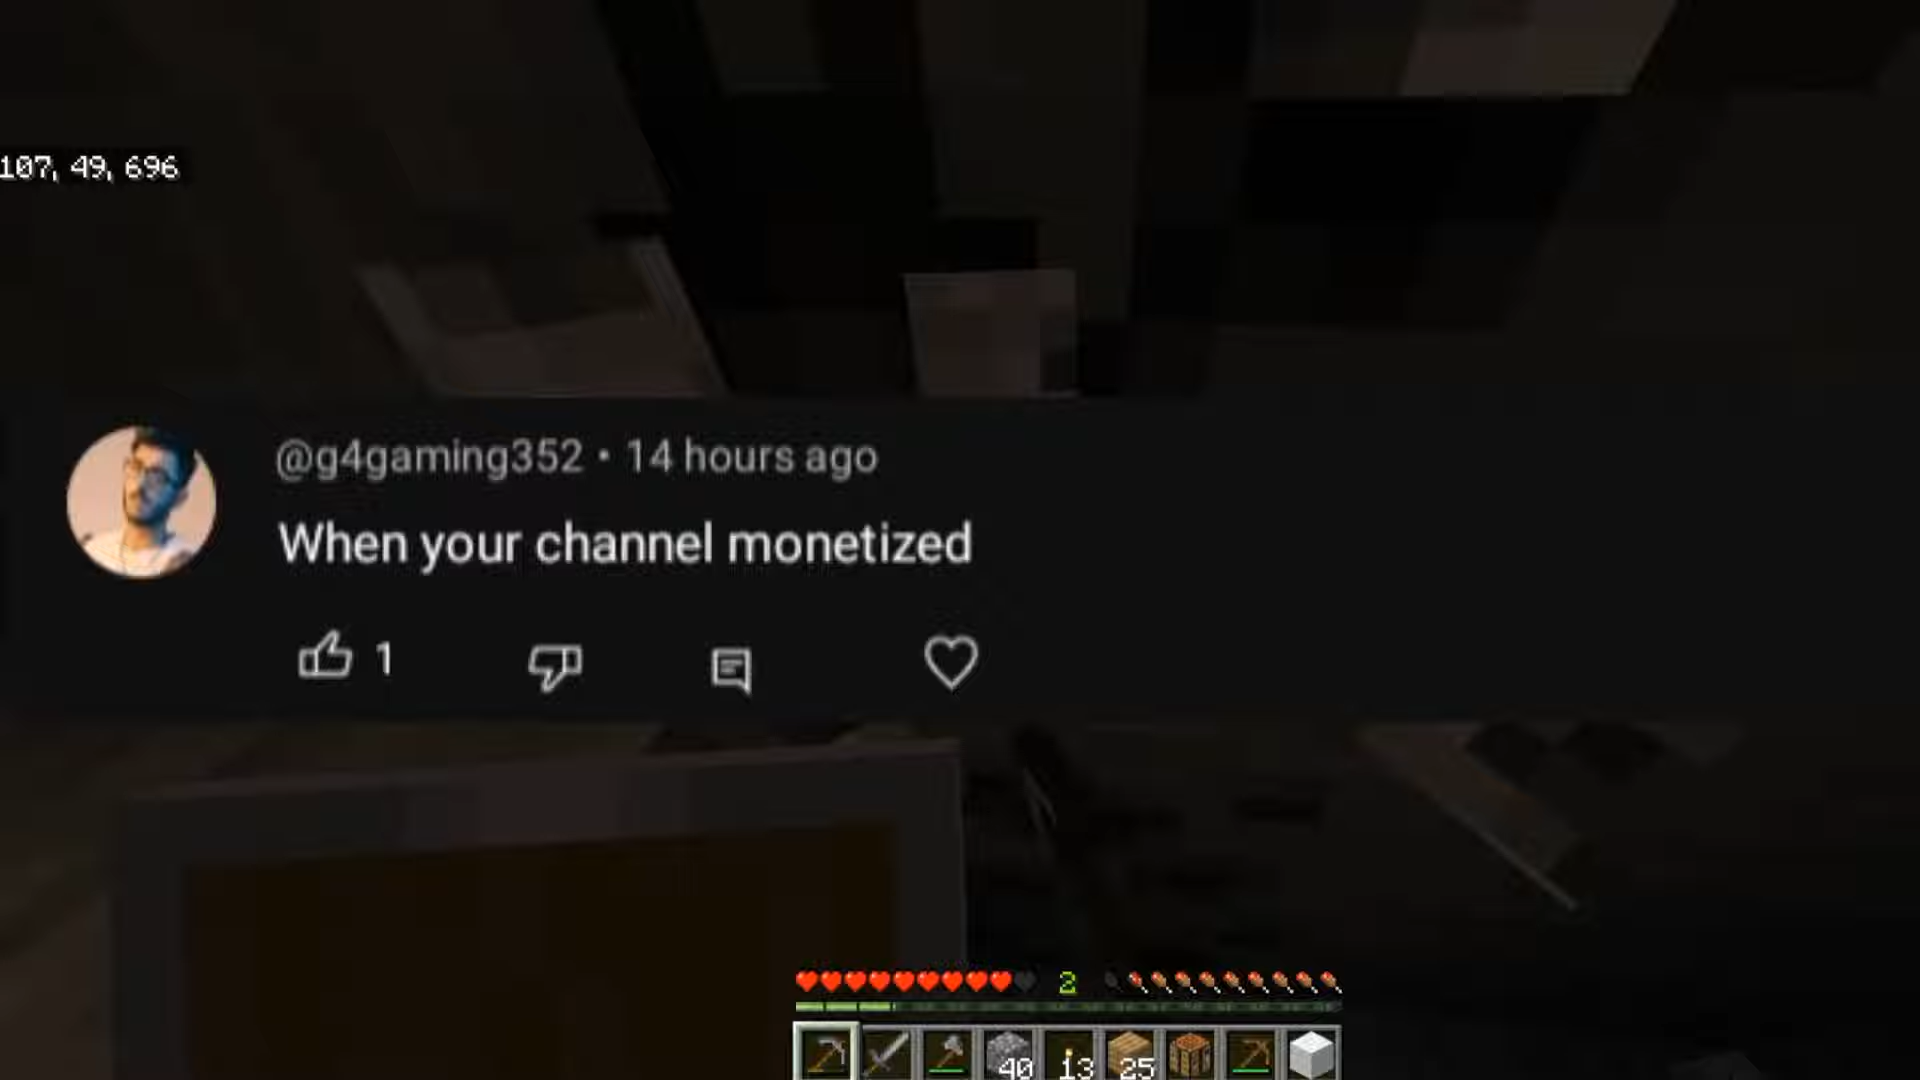 107, 49, 696
@g4gaming352 • 14 hours ago
When your channel monetized
1
2
40 13 25